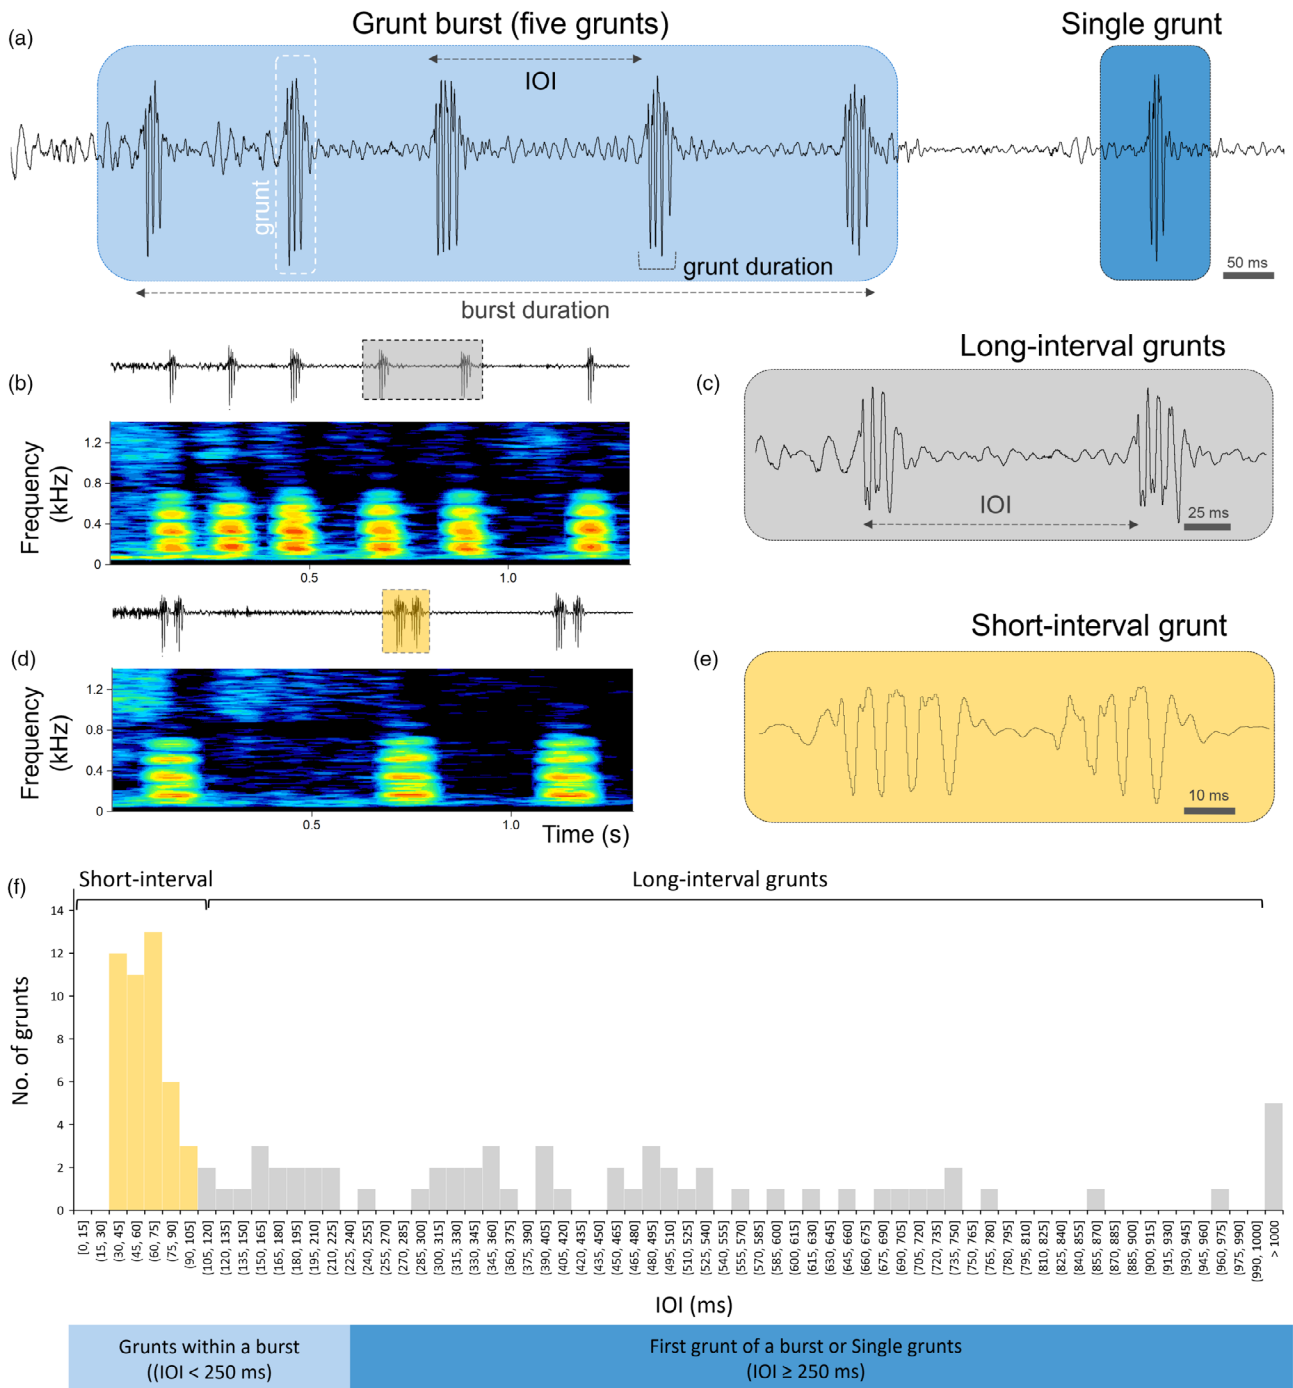 (a)
Grunt burst (five grunts)
Single grunt
IOI
grunt
grunt duration
burst duration
50 ms
(b)
Frequency
(kHz)
1.2
0.8
0.4
0
0.5
1.0
(c)
Long-interval grunts
IOI
25 ms
(d)
Frequency
(kHz)
1.2
0.8
0.4
0
0.5
1.0
Time (s)
(e)
Short-interval grunt
10 ms
(f)
Short-interval
Long-interval grunts
No. of grunts
14
12
10
8
6
4
2
0
[0, 15]
(15, 30]
(30, 45]
(45, 60]
(60, 75]
(75, 90]
(90, 105]
(105, 120]
(120, 135]
(135, 150]
(150, 165]
(165, 180]
(180, 195]
(195, 210]
(210, 225]
(225, 240]
(240, 255]
(255, 270]
(270, 285]
(285, 300]
(300, 315]
(315, 330]
(330, 345]
(345, 360]
(360, 375]
(375, 390]
(390, 405]
(405, 420]
(420, 435]
(435, 450]
(450, 465]
(465, 480]
(480, 495]
(495, 510]
(510, 525]
(525, 540]
(540, 555]
(555, 570]
(570, 585]
(585, 600]
(600, 615]
(615, 630]
(630, 645]
(645, 660]
(660, 675]
(675, 690]
(690, 705]
(705, 720]
(720, 735]
(735, 750]
(750, 765]
(765, 780]
(780, 795]
(795, 810]
(810, 825]
(825, 840]
(840, 855]
(855, 870]
(870, 885]
(885, 900]
(900, 915]
(915, 930]
(930, 945]
(945, 960]
(960, 975]
(975, 990]
(990, 1000]
> 1000
IOI (ms)
Grunts within a burst
((IOI < 250 ms)
First grunt of a burst or Single grunts
(IOI ≥ 250 ms)